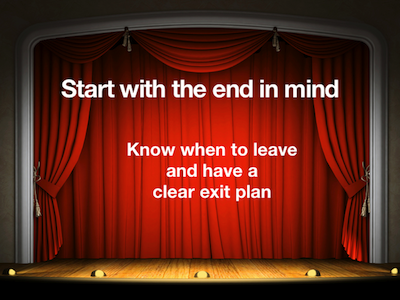 Start with the end in mind
Know when to leave
and have a
clear exit plan